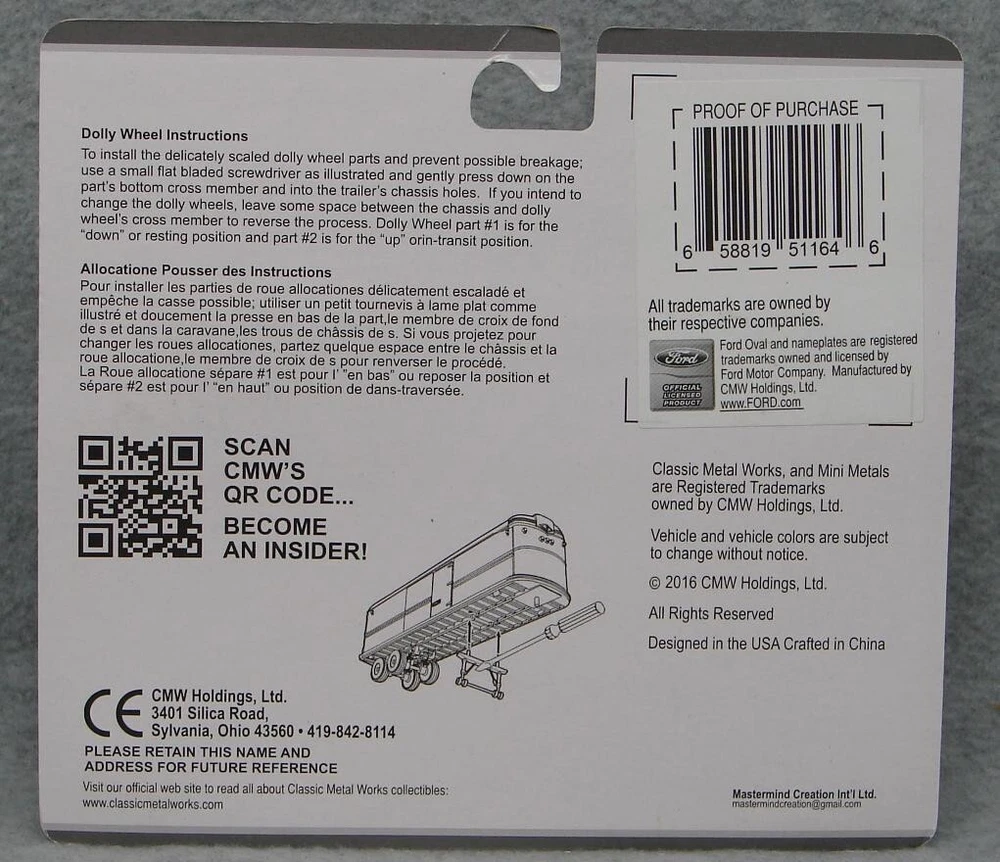 Dolly Wheel Instructions
To install the delicately scaled dolly wheel parts and prevent possible breakage;
use a small flat bladed screwdriver as illustrated and gently press down on the
part's bottom cross member and into the trailer's chassis holes. If you intend to
change the dolly wheels, leave some space between the chassis and dolly
wheel's cross member to reverse the process. Dolly Wheel part #1 is for the
"down" or resting position and part #2 is for the "up" orin-transit position.
Allocatione Pousser des Instructions
Pour installer les parties de roue allocationes délicatement escaladé et
empêche la casse possible; utiliser un petit tournevis à lame plat comme
illustré et doucement la presse en bas de la part,le membre de croix de fond
de s et dans la caravane,les trous de châssis de s. Si vous projetez pour
changer les roues allocationes, partez quelque espace entre le châssis et la
roue allocatione,le membre de croix de s pour renverser le procédé.
La Roue allocatione sépare #1 est pour l' "en bas" ou reposer la position et
sépare #2 est pour l' "en haut" ou position de dans-traversée.
SCAN
CMW'S
QR CODE...
BECOME
AN INSIDER!
CE
CMW Holdings, Ltd.
3401 Silica Road,
Sylvania, Ohio 43560 • 419-842-8114
PLEASE RETAIN THIS NAME AND
ADDRESS FOR FUTURE REFERENCE
Visit our official web site to read all about Classic Metal Works collectibles:
www.classicmetalworks.com
PROOF OF PURCHASE
6 58819 51164 6
All trademarks are owned by
their respective companies.
Ford
OFFICIAL
LICENSED
PRODUCT
Ford Oval and nameplates are registered
trademarks owned and licensed by
Ford Motor Company. Manufactured by
CMW Holdings, Ltd.
www.FORD.com
Classic Metal Works, and Mini Metals
are Registered Trademarks
owned by CMW Holdings, Ltd.
Vehicle and vehicle colors are subject
to change without notice.
© 2016 CMW Holdings, Ltd.
All Rights Reserved
Designed in the USA Crafted in China
Mastermind Creation Int'l Ltd.
mastermindcreation@gmail.com